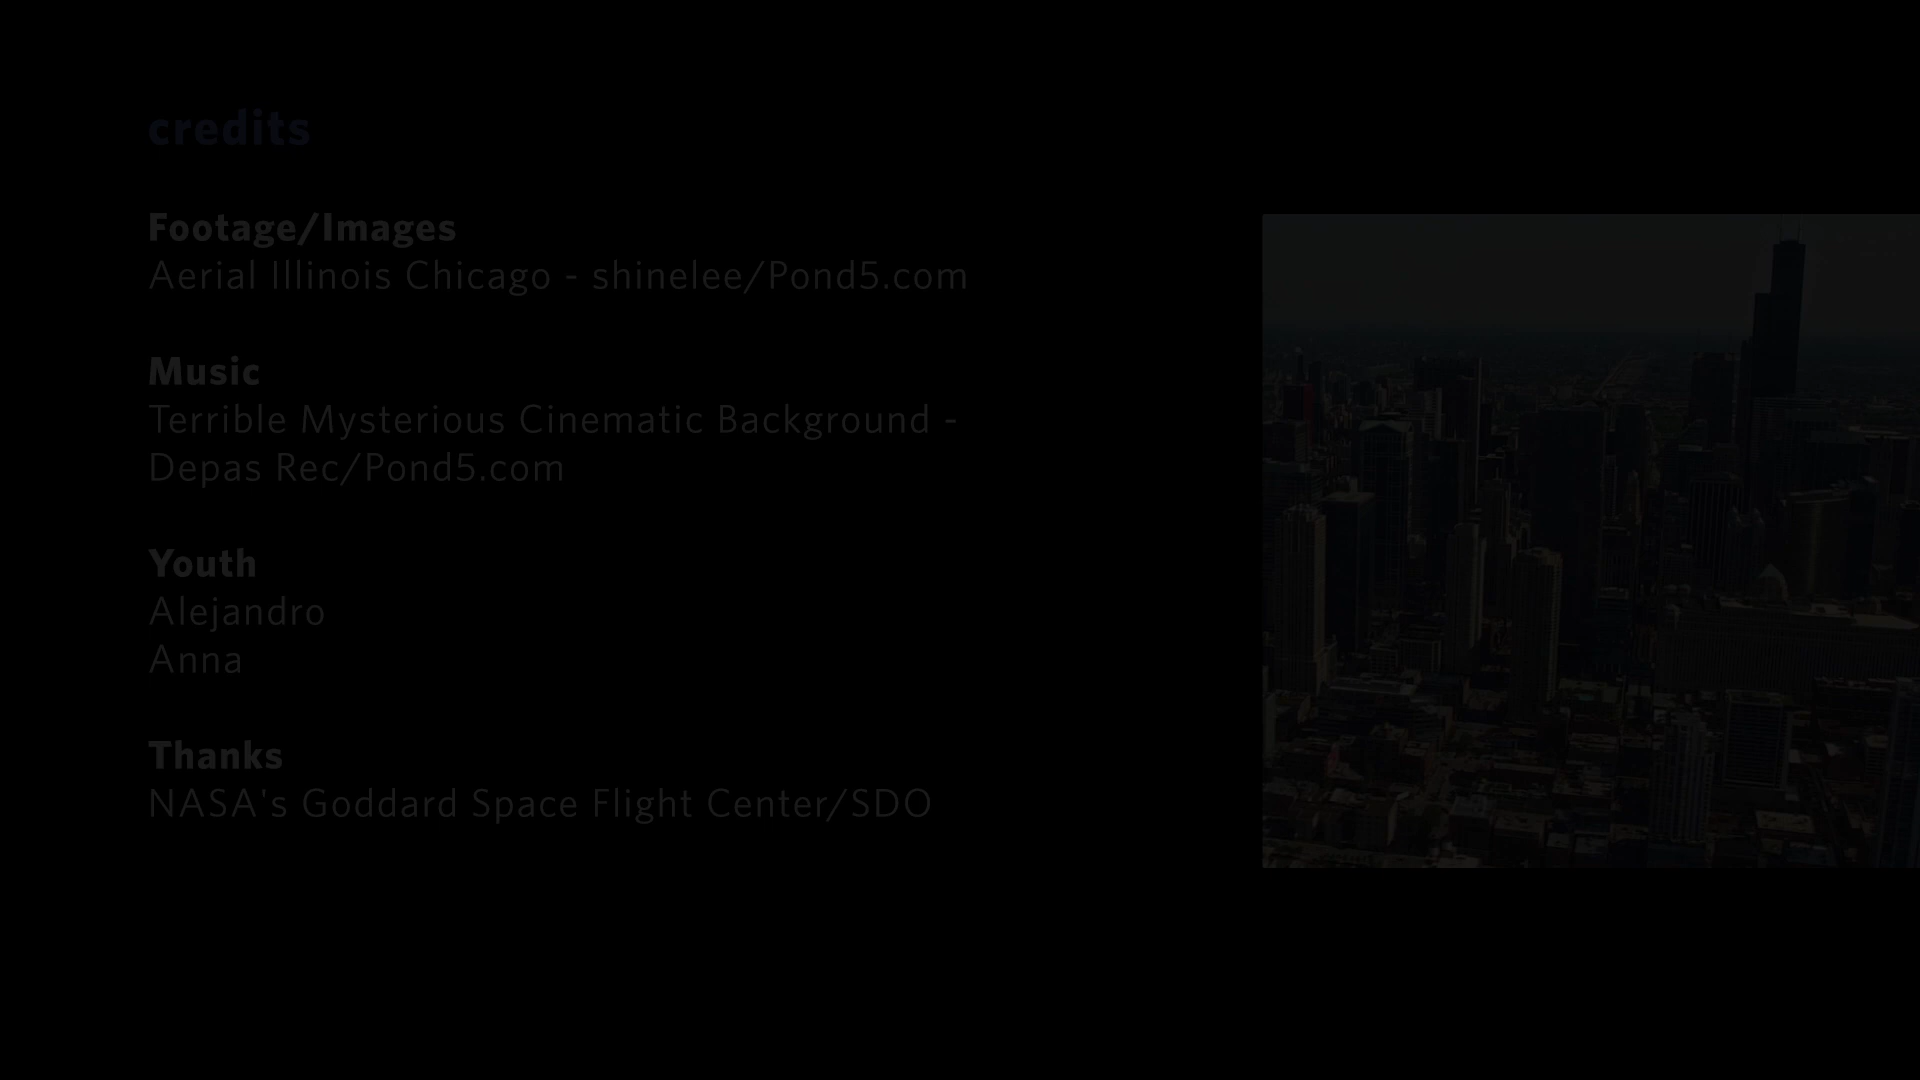 credits
Footage/Images
Aerial Illinois Chicago - shinelee/Pond5.com
Music
Terrible Mysterious Cinematic Background -
Depas Rec/Pond5.com
Youth
Alejandro
Anna
Thanks
NASA's Goddard Space Flight Center/SDO